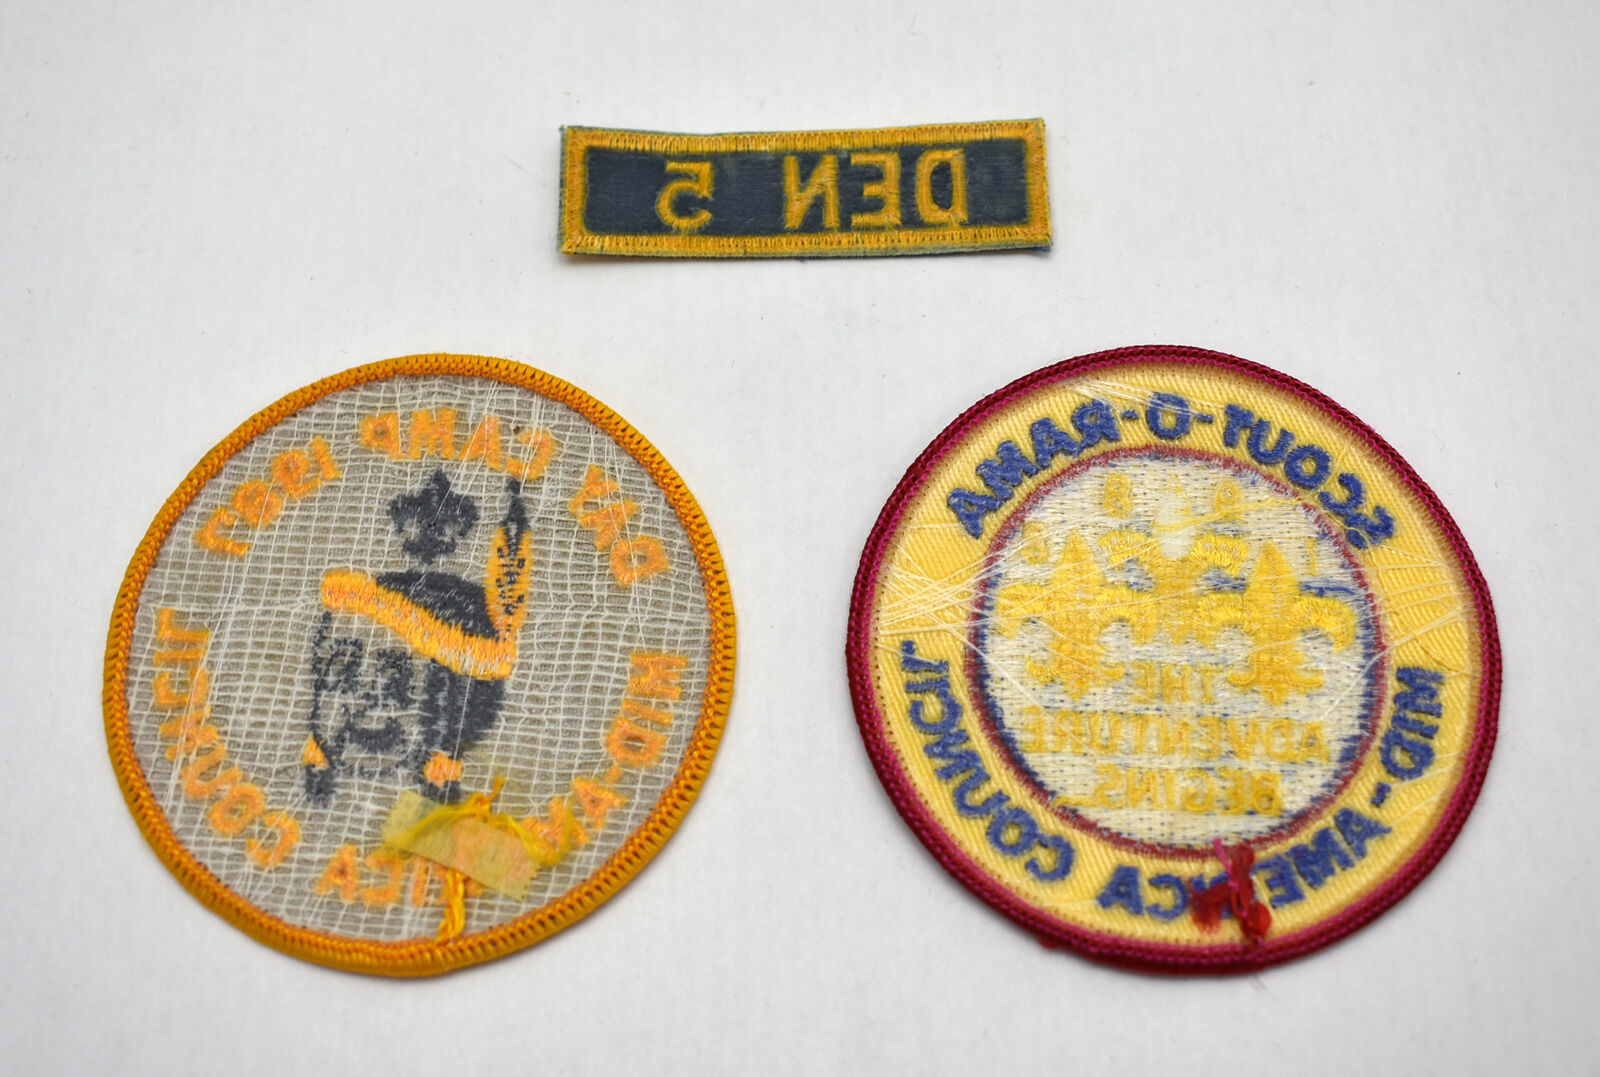 DEN 5
DAY CAMP 1987
MID-AMERICA COUNCIL
SCOUT-O-RAMA
MID-AMERICA COUNCIL
THE
ADVENTURE
BEGINS...